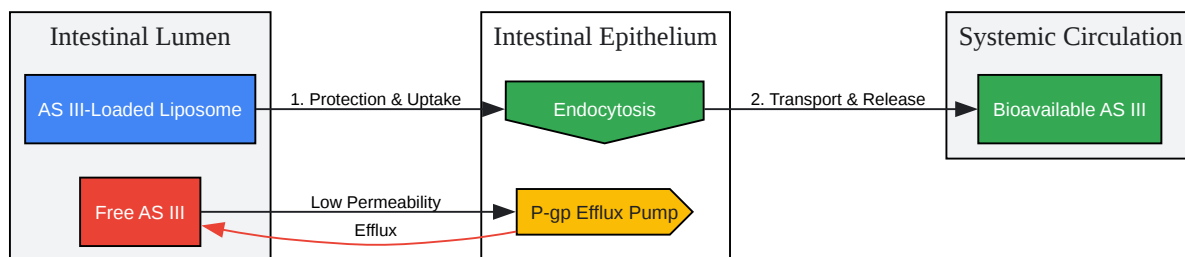 Intestinal Lumen
Intestinal Epithelium
Systemic Circulation
AS III-Loaded Liposome
1. Protection & Uptake
Endocytosis
2. Transport & Release
Bioavailable AS III
Free AS III
Low Permeability
P-gp Efflux Pump
Efflux